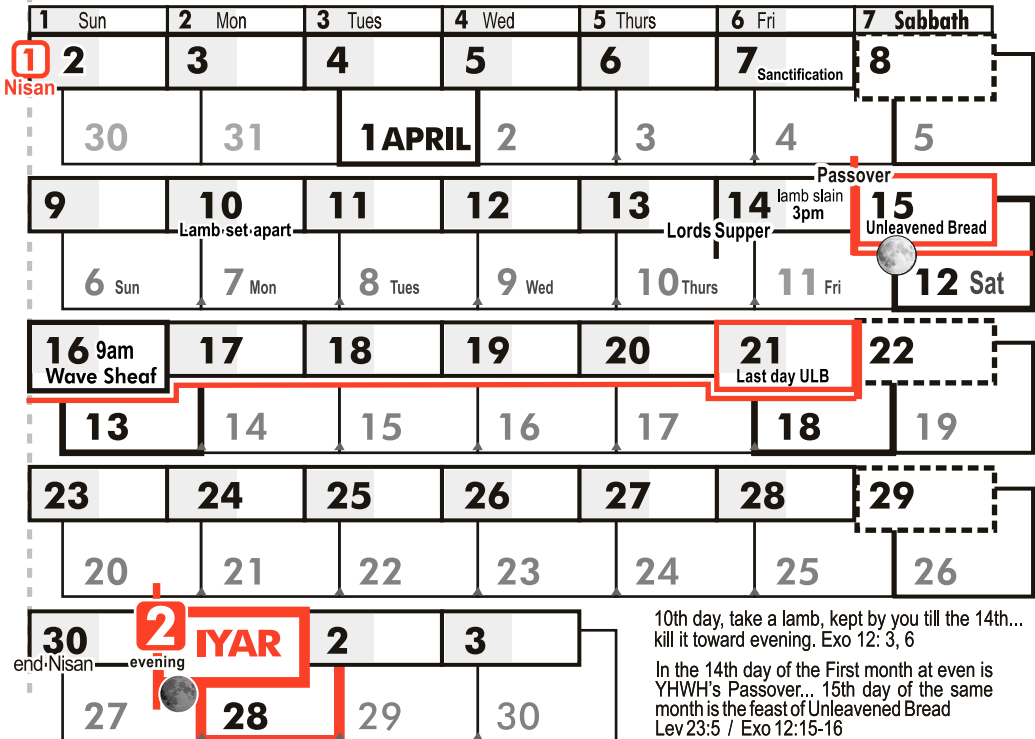 1 Sun 2 Mon 3 Tues 4 Wed 5 Thurs 6 Fri 7 Sabbath
1 2 3 4 5 6 7 Sanctification 8
Nisan
30 31 1 APRIL 2 3 4 5
Passover
9 10 11 12 13 14 lamb slain 15
3pm
Lamb set apart Lords Supper Unleavened Bread
6 Sun 7 Mon 8 Tues 9 Wed 10 Thurs 11 Fri 12 Sat
16 9am 17 18 19 20 21 22
Wave Sheaf Last day ULB
13 14 15 16 17 18 19
23 24 25 26 27 28 29
20 21 22 23 24 25 26
30 2 IYAR 2 3
end Nisan evening
27 28 29 30
10th day, take a lamb, kept by you till the 14th...
kill it toward evening. Exo 12: 3, 6
In the 14th day of the First month at even is
YHWH's Passover... 15th day of the same
month is the feast of Unleavened Bread
Lev 23:5 / Exo 12:15-16